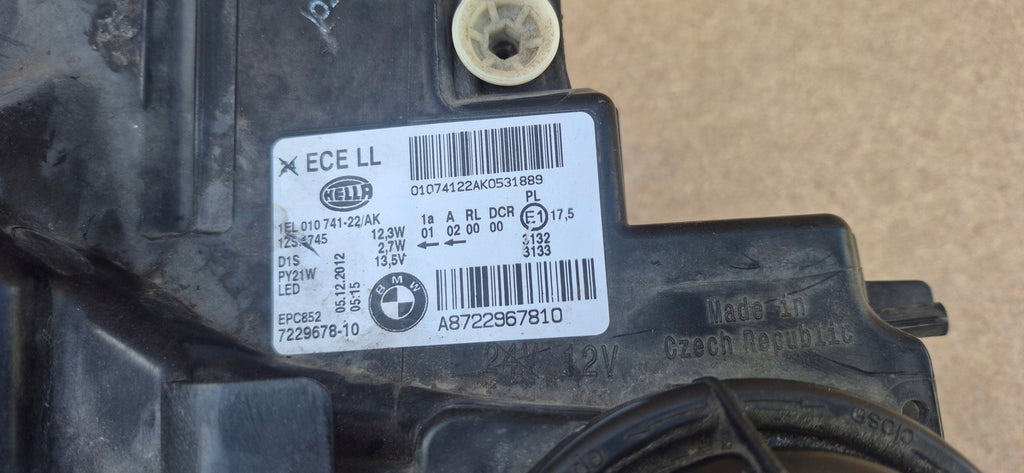 ECE LL
01074122AK0531889
HELLA
PL
1EL 010 741-22/AK
1a A RL DCR E1 17,5
01 02 00 00
12,3W
2,7W
13,5V
3132
3133
D1S
PY21W
LED
05.12.2012
05:15
BMW
EPC852
7229678-10
A8722967810
Made in
Czech Republic
24V 12V
close